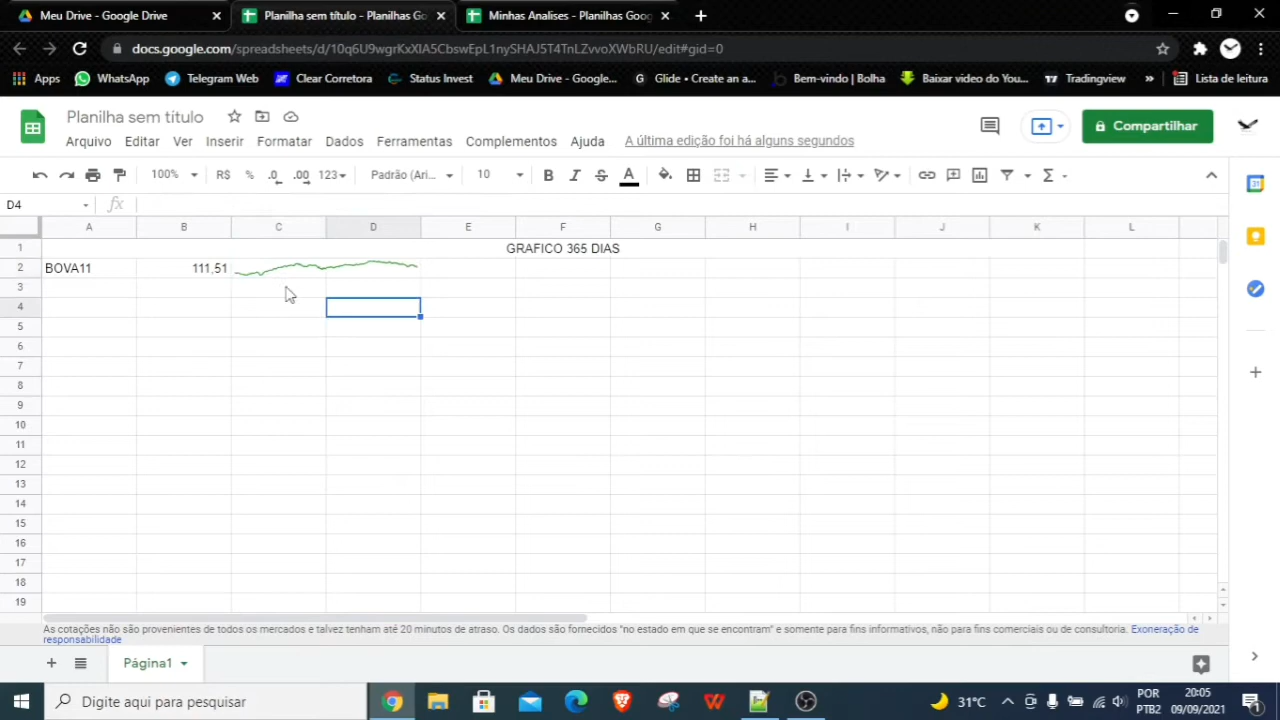 Meu Drive - Google Drive
Planilha sem título - Planilhas Go
Minhas Analises - Planilhas Goog
docs.google.com/spreadsheets/d/10q6U9wgrKxXIA5CbswEpL1nySHAJ5T4TnLZvvoXWbRU/edit#gid=0
Apps
WhatsApp
Telegram Web
Clear Corretora
Status Invest
Meu Drive - Google...
Glide • Create an a...
Bem-vindo | Bolha
Baixar video do You...
Tradingview
»
Lista de leitura
Planilha sem título
Arquivo Editar Ver Inserir Formatar Dados Ferramentas Complementos Ajuda
A última edição foi há alguns segundos
Compartilhar
100% R$ % .0 .00 123 Padrão (Ari... 10 B I S A Σ
D4 fx
A B C D E F G H I J K L
1 GRAFICO 365 DIAS
2 BOVA11 111,51
3
4
5
6
7
8
9
10
11
12
13
14
15
16
17
18
19
As cotações não são provenientes de todos os mercados e talvez tenham até 20 minutos de atraso. Os dados são fornecidos "no estado em que se encontram" e somente para fins informativos, não para fins comerciais ou de consultoria. Exoneração de
responsabilidade
Página1
Digite aqui para pesquisar
31°C
POR
PTB2
20:05
09/09/2021